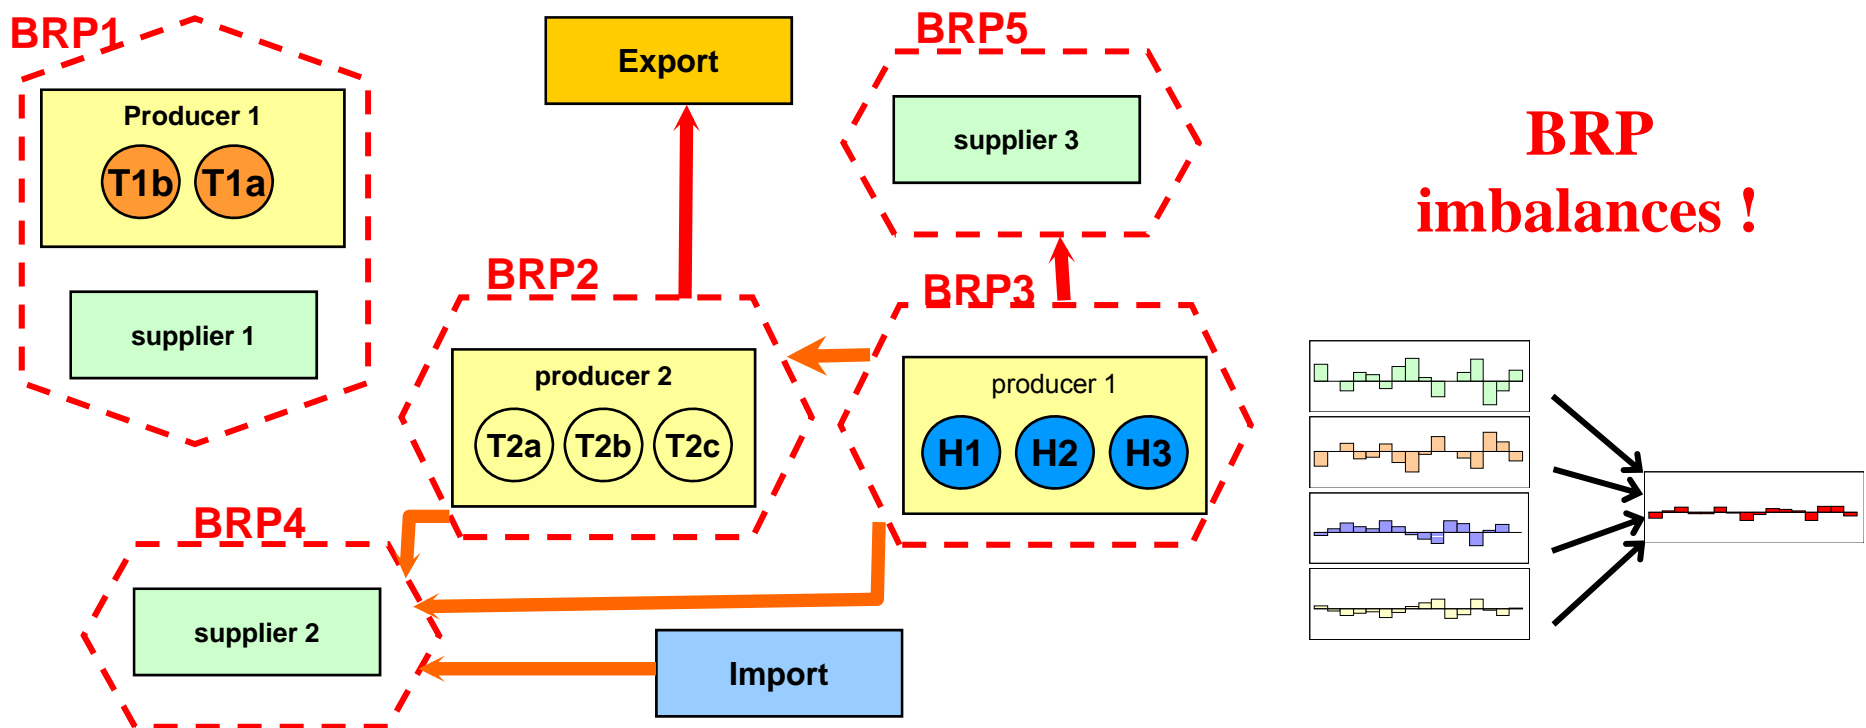 BRP1
Producer 1
T1b T1a
supplier 1
Export
BRP5
supplier 3
BRP
imbalances !
BRP2
producer 2
T2a T2b T2c
BRP3
producer 1
H1 H2 H3
BRP4
supplier 2
Import